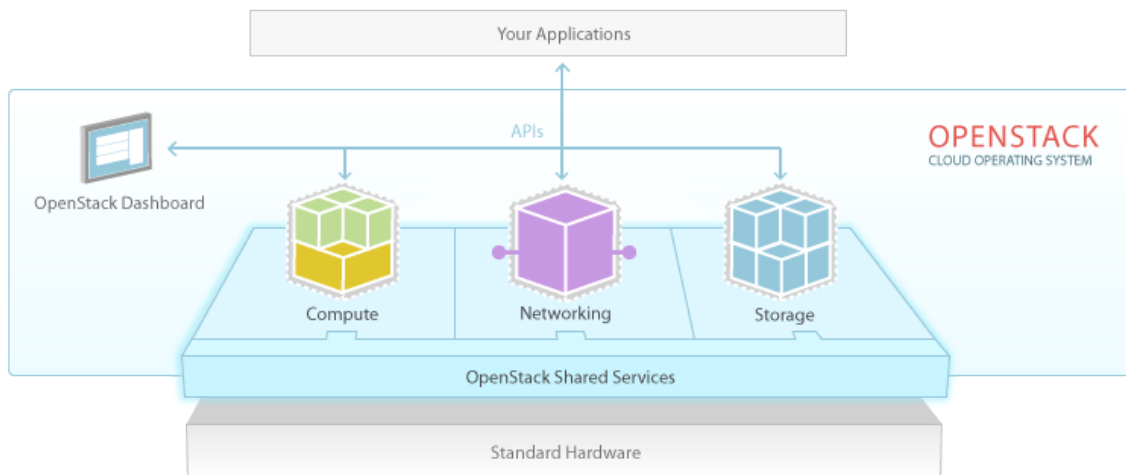 Your Applications
APIs
OPENSTACK
CLOUD OPERATING SYSTEM
OpenStack Dashboard
Compute
Networking
Storage
OpenStack Shared Services
Standard Hardware